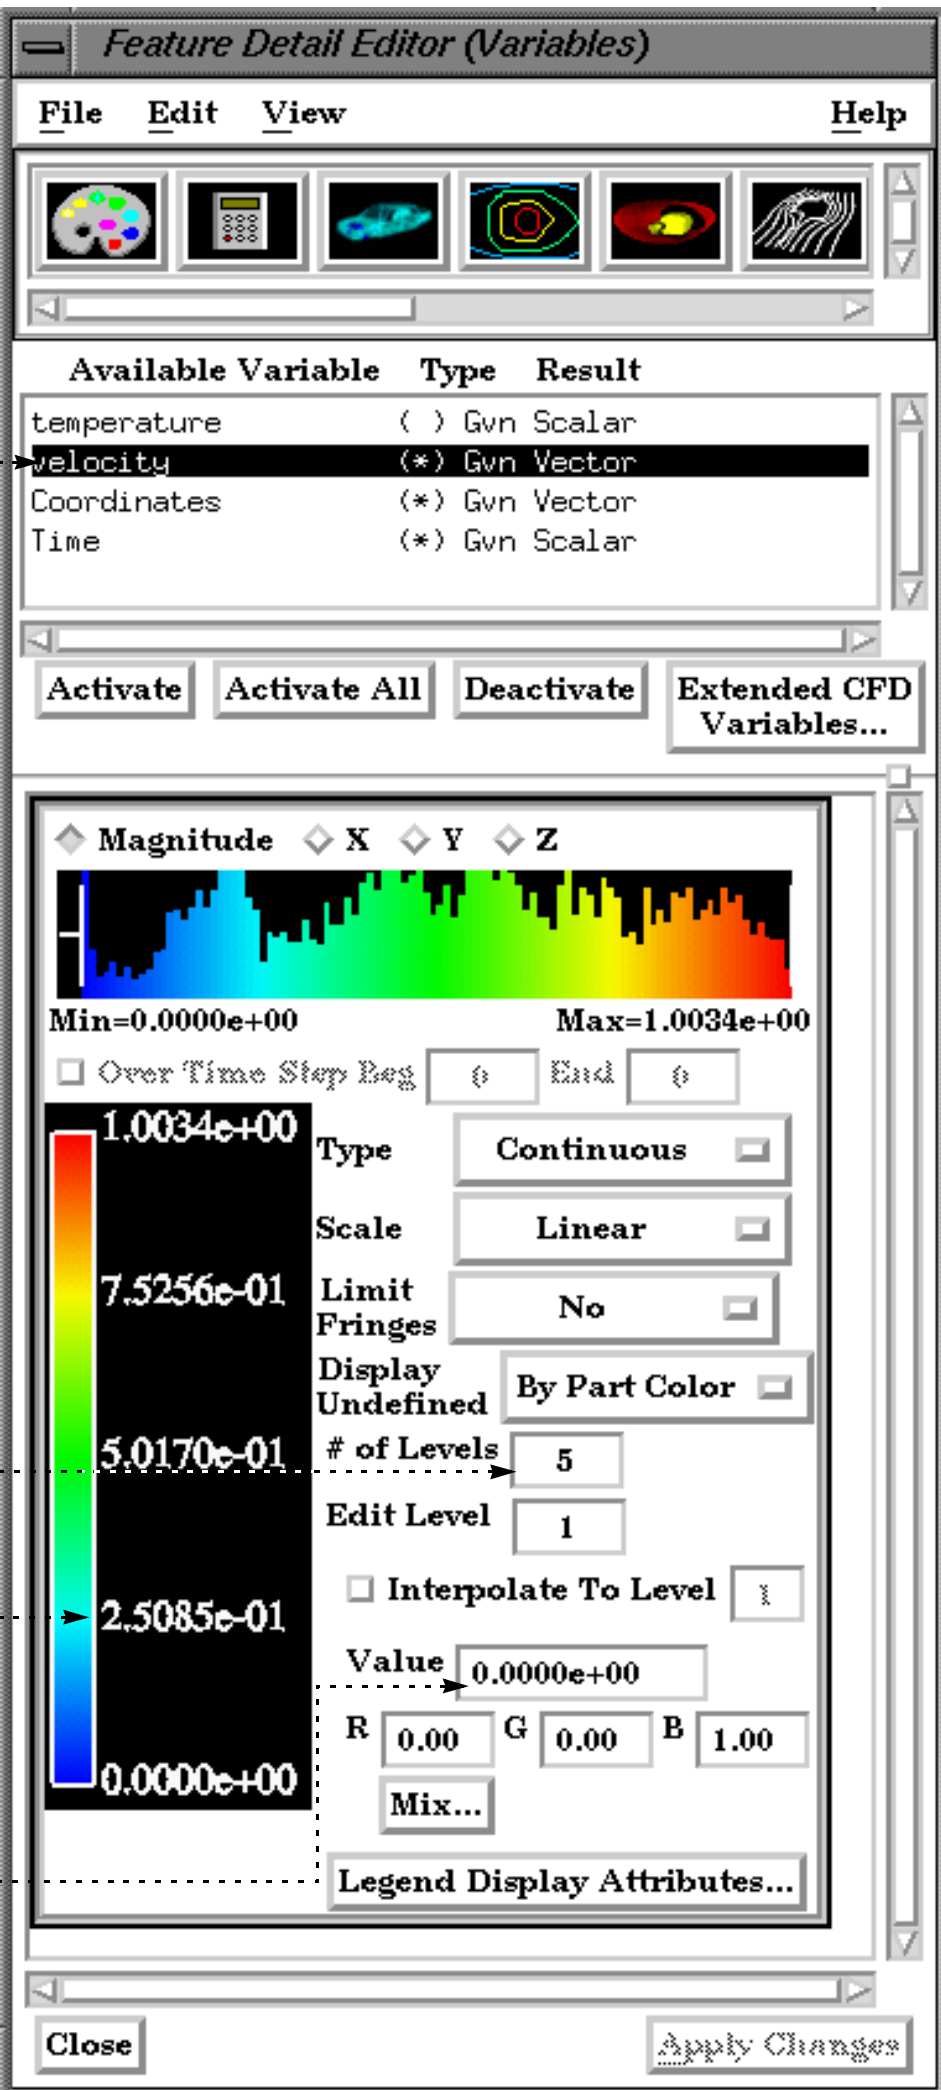 Feature Detail Editor (Variables)
File Edit View Help
Available Variable Type Result
temperature ( ) Gvn Scalar
velocity (*) Gvn Vector
Coordinates (*) Gvn Vector
Time (*) Gvn Scalar
Activate Activate All Deactivate Extended CFD
Variables...
Magnitude X Y Z
Min=0.0000e+00 Max=1.0034e+00
Over Time Step Beg 0 End 0
1.0034e+00
7.5256e-01
5.0170e-01
2.5085e-01
0.0000e+00
Type Continuous
Scale Linear
Limit
Fringes No
Display
Undefined By Part Color
# of Levels 5
Edit Level 1
Interpolate To Level 1
Value 0.0000e+00
R 0.00 G 0.00 B 1.00
Mix...
Legend Display Attributes...
Close Apply Changes